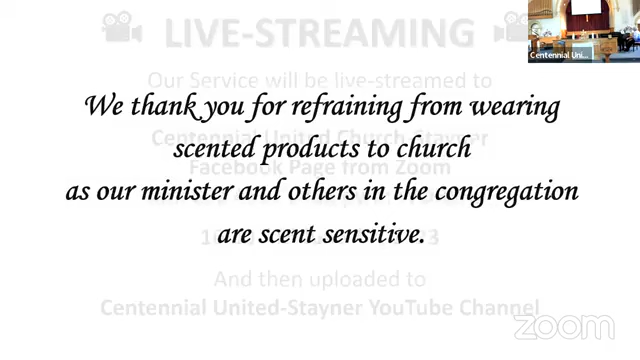 LIVE-STREAMING
Our Service will be live-streamed to
We thank you for refraining from wearing
Centennial United Church Stayner
scented products to church
Facebook Page from Zoom
as our minister and others in the congregation
are scent sensitive.
And then uploaded to
Centennial United-Stayner YouTube Channel
zoom
Centennial Uni...